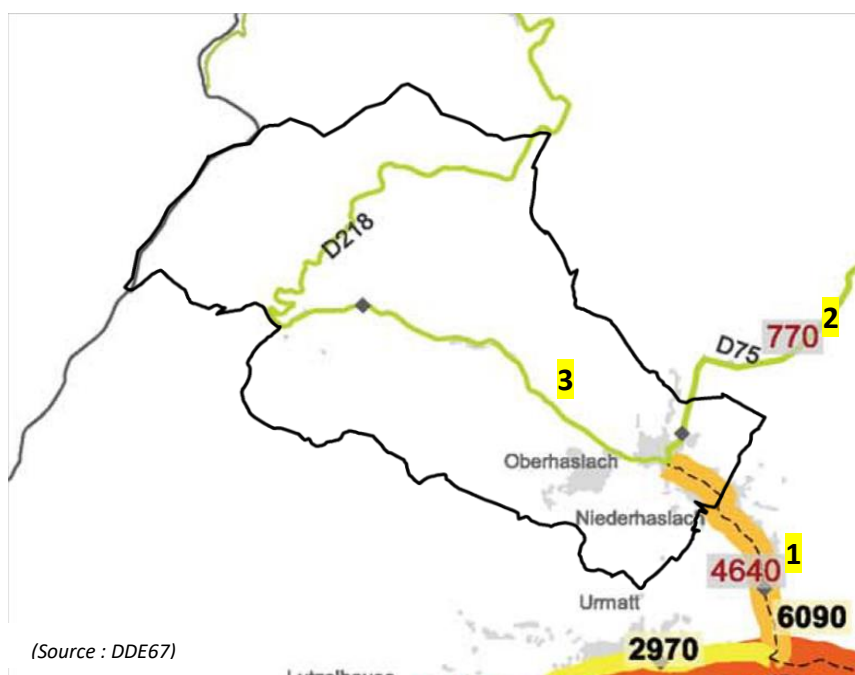 D218
2
770
D75
3
Oberhaslach
Niederhaslach
1
4640
Urmatt
6090
(Source : DDE67)
2970